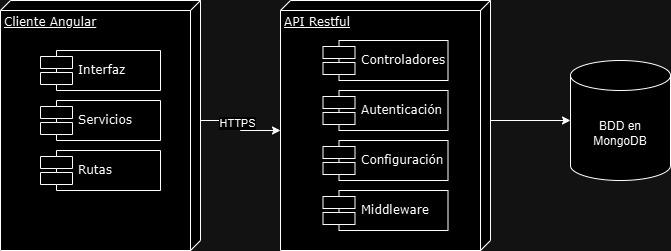 Cliente Angular
Interfaz
Servicios
Rutas
HTTPS
API Restful
Controladores
Autenticación
Configuración
Middleware
BDD en
MongoDB